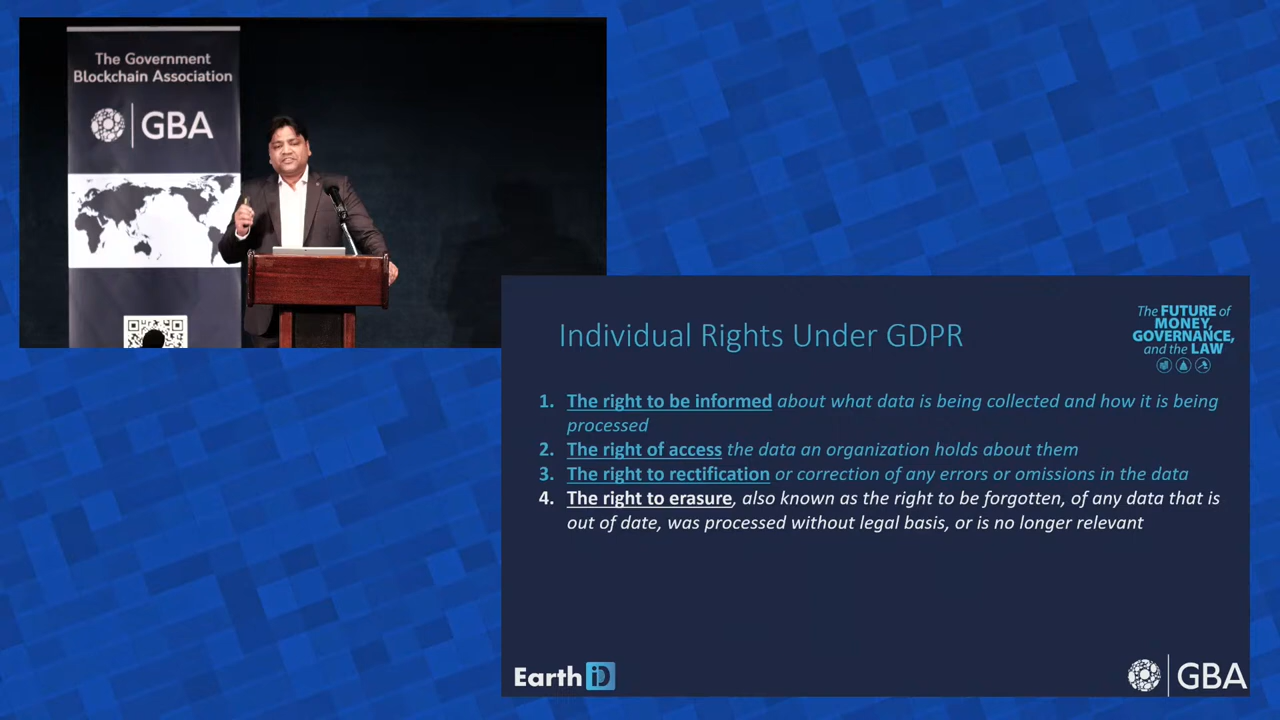 The Government
Blockchain Association
GBA
Individual Rights Under GDPR
The FUTURE of
MONEY,
GOVERNANCE,
and the LAW
1. The right to be informed about what data is being collected and how it is being
processed
2. The right of access the data an organization holds about them
3. The right to rectification or correction of any errors or omissions in the data
4. The right to erasure, also known as the right to be forgotten, of any data that is
out of date, was processed without legal basis, or is no longer relevant
Earth iD
GBA